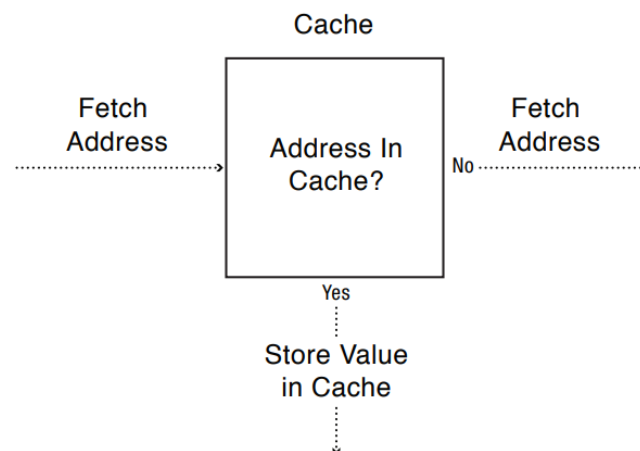 Cache
Fetch
Address
Address In
Cache?
No
Fetch
Address
Yes
Store Value
in Cache